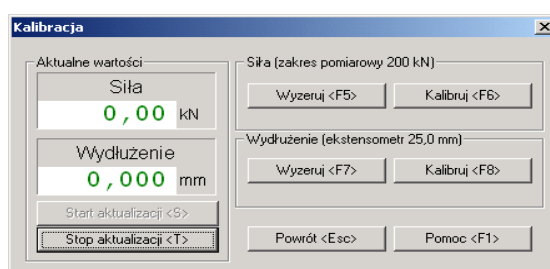 Kalibracja
Aktualne wartości
Siła
0,00 kN
Wydłużenie
0,000 mm
Start aktualizacji <S>
Stop aktualizacji <T>
Siła (zakres pomiarowy 200 kN)
Wyzeruj <F5>
Kalibruj <F6>
Wydłużenie (ekstensometr 25,0 mm)
Wyzeruj <F7>
Kalibruj <F8>
Powrót <Esc>
Pomoc <F1>